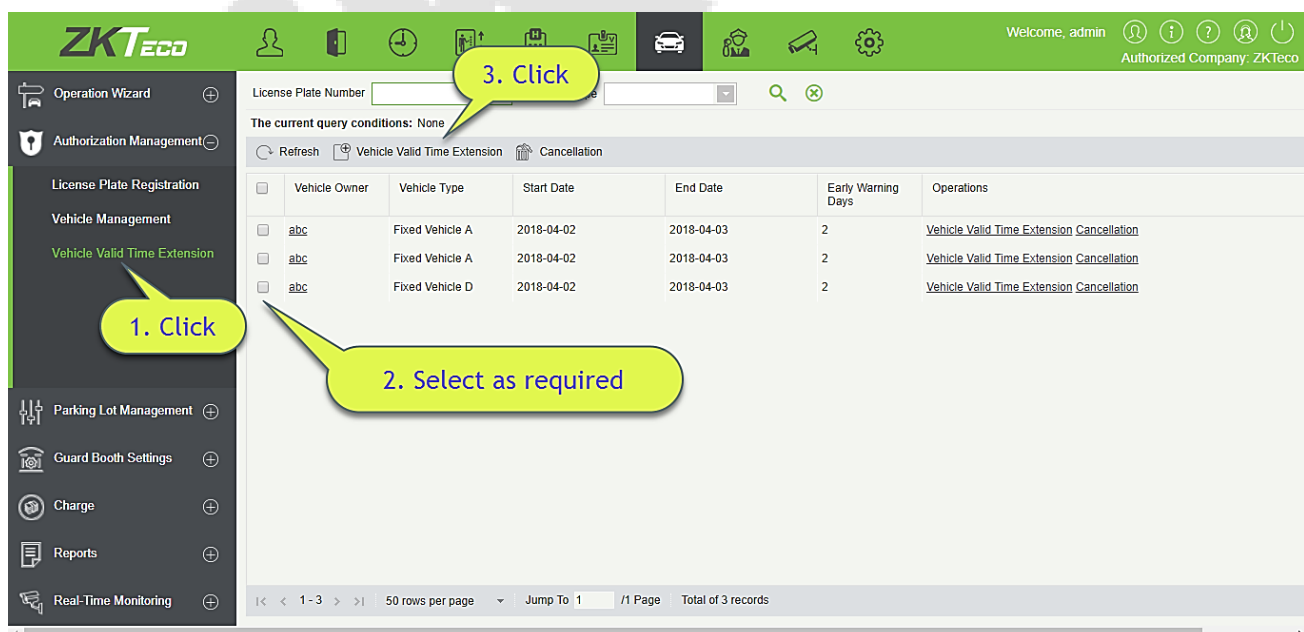 ZKTECO
Welcome, admin
Authorized Company: ZKTeco
Operation Wizard
Authorization Management
License Plate Registration
Vehicle Management
Vehicle Valid Time Extension
1. Click
Parking Lot Management
Guard Booth Settings
Charge
Reports
Real-Time Monitoring
3. Click
License Plate Number
The current query conditions: None
Refresh Vehicle Valid Time Extension Cancellation
Vehicle Owner Vehicle Type Start Date End Date Early Warning Days Operations
abc Fixed Vehicle A 2018-04-02 2018-04-03 2 Vehicle Valid Time Extension Cancellation
abc Fixed Vehicle A 2018-04-02 2018-04-03 2 Vehicle Valid Time Extension Cancellation
abc Fixed Vehicle D 2018-04-02 2018-04-03 2 Vehicle Valid Time Extension Cancellation
2. Select as required
|< < 1 - 3 > >| 50 rows per page Jump To 1 /1 Page Total of 3 records